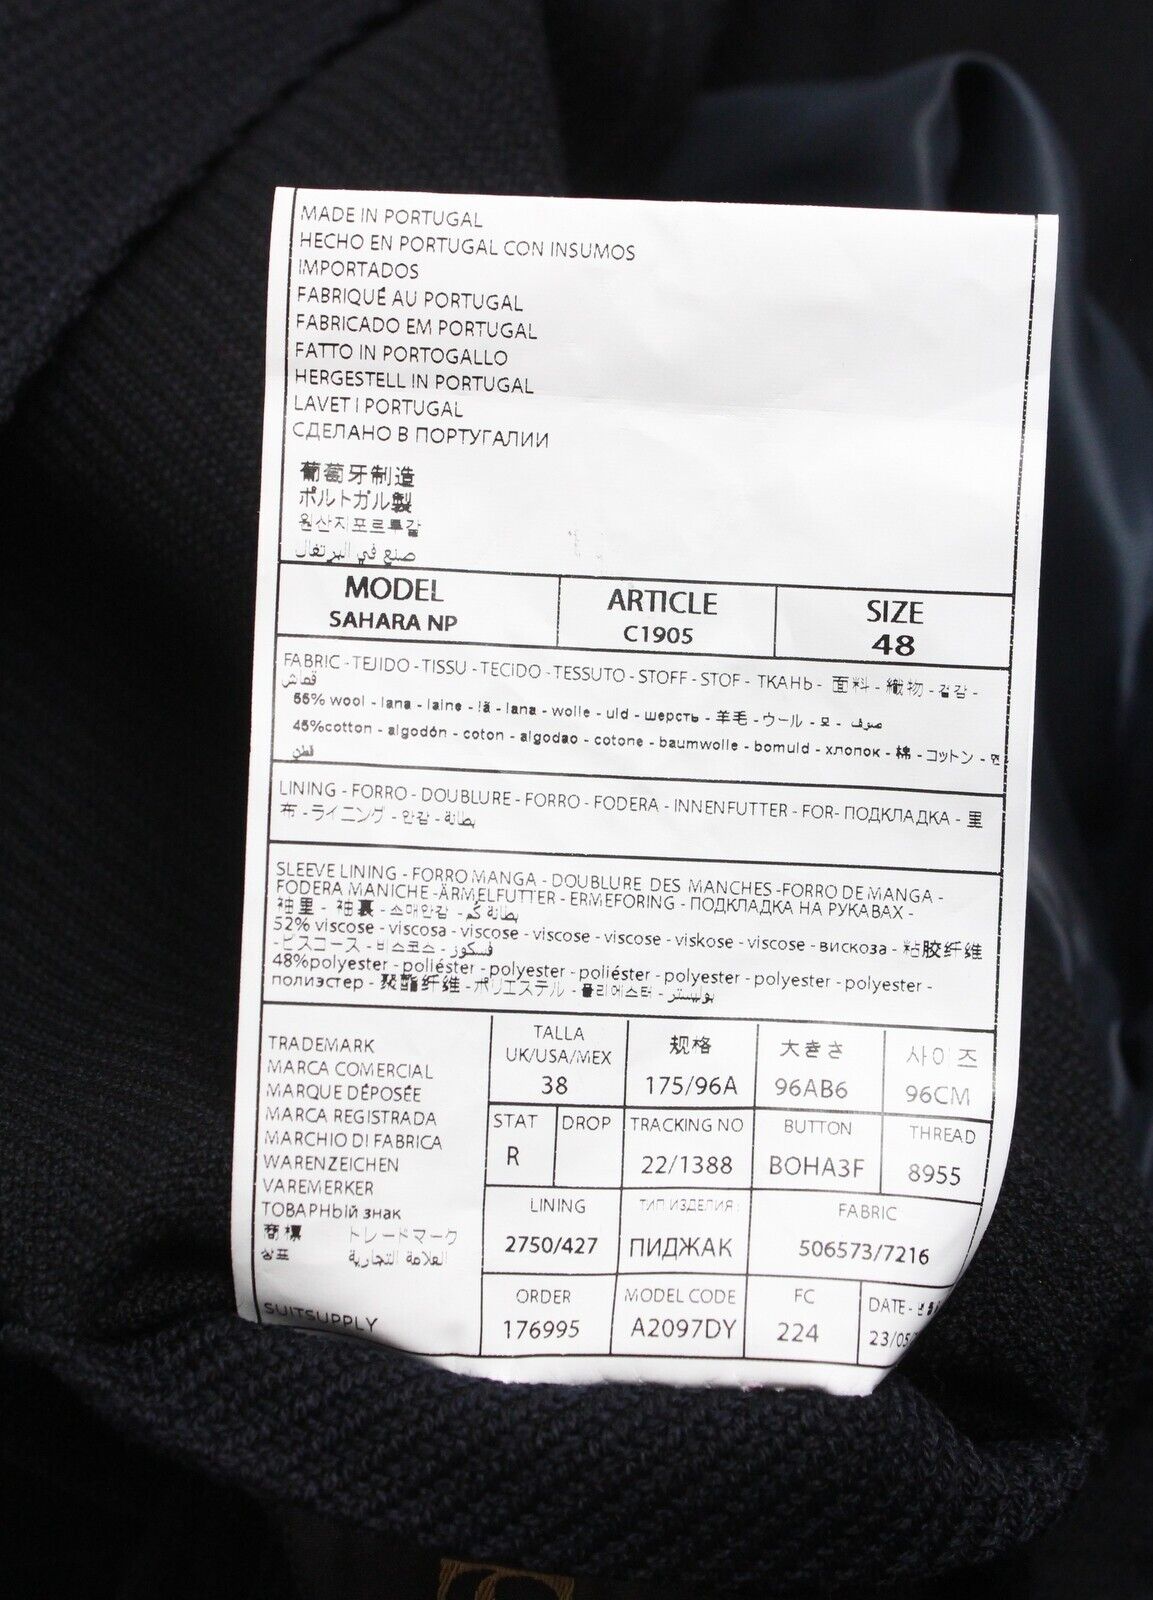 MADE IN PORTUGAL
HECHO EN PORTUGAL CON INSUMOS
IMPORTADOS
FABRIQUÉ AU PORTUGAL
FABRICADO EM PORTUGAL
FATTO IN PORTOGALLO
HERGESTELL IN PORTUGAL
LAVET I PORTUGAL
СДЕЛАНО В ПОРТУГАЛИИ
葡萄牙制造
ポルトガル製
원산지포르투갈
صنع في البرتغال
MODEL
SAHARA NP
ARTICLE
C1905
SIZE
48
FABRIC - TEJIDO - TISSU - TECIDO - TESSUTO - STOFF - STOF - ТКАНЬ - 面料 - 織物 - 겉감 -
قماش
55% wool - lana - laine - lã - lana - wolle - uld - шерсть - 羊毛 - ウール - 모 - صوف
45%cotton - algodón - coton - algodao - cotone - baumwolle - bomuld - хлопок - 棉 - コットン - 면
قطن
LINING - FORRO - DOUBLURE - FORRO - FODERA - INNENFUTTER - FOR- ПОДКЛАДКА - 里
布 - ライニング - 안감 - بطانة
SLEEVE LINING - FORRO MANGA - DOUBLURE DES MANCHES -FORRO DE MANGA -
FODERA MANICHE -ÄRMELFUTTER - ERMEFORING - ПОДКЛАДКА НА РУКАВАХ -
袖里 - 袖裏 - 소매안감 - بطانة كم
52% viscose - viscosa - viscose - viscose - viscose - viskose - viscose - вискоза - 粘胶纤维
- ビスコース - 비스코스 - فسكوز
48%polyester - poliéster - polyester - poliéster - polyester - polyester - polyester -
полиэстер - 聚酯纤维 - ポリエステル - 폴리에스터 - بوليستر
TRADEMARK
MARCA COMERCIAL
MARQUE DÉPOSÉE
MARCA REGISTRADA
MARCHIO DI FABRICA
WARENZEICHEN
VAREMERKER
ТОВАРНЫЙ знак
商標 トレードマーク
상표 العلامة التجارية
SUITSUPPLY
TALLA
UK/USA/MEX
38
规格
175/96A
大きさ
96AB6
사이즈
96CM
STAT
R
DROP
TRACKING NO
22/1388
BUTTON
BOHA3F
THREAD
8955
LINING
2750/427
ТИП ИЗДЕЛИЯ:
ПИДЖАК
FABRIC
506573/7216
ORDER
176995
MODEL CODE
A2097DY
FC
224
DATE -
23/05/